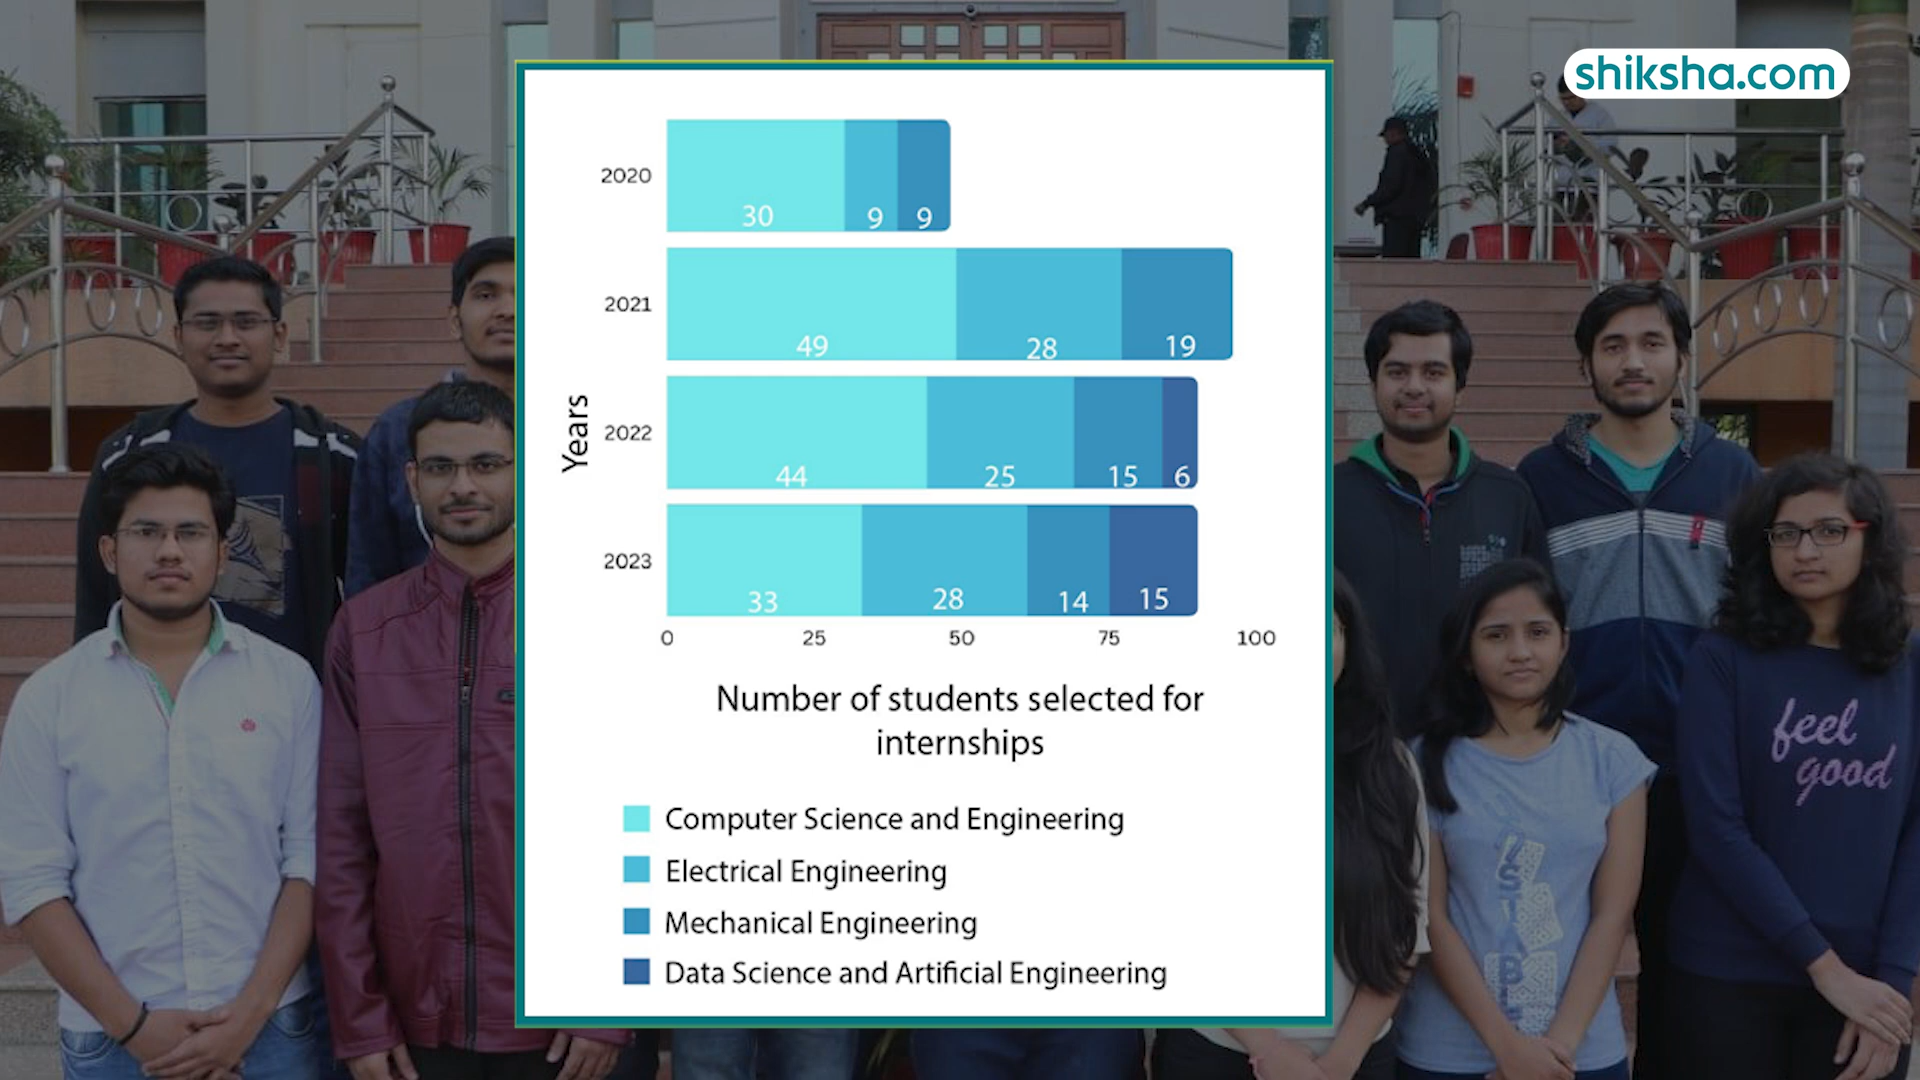 shiksha.com
2020
30 9 9
2021
49 28 19
Years
2022
44 25 15 6
2023
33 28 14 15
0 25 50 75 100
Number of students selected for
internships
Computer Science and Engineering
Electrical Engineering
Mechanical Engineering
Data Science and Artificial Engineering
feel
good